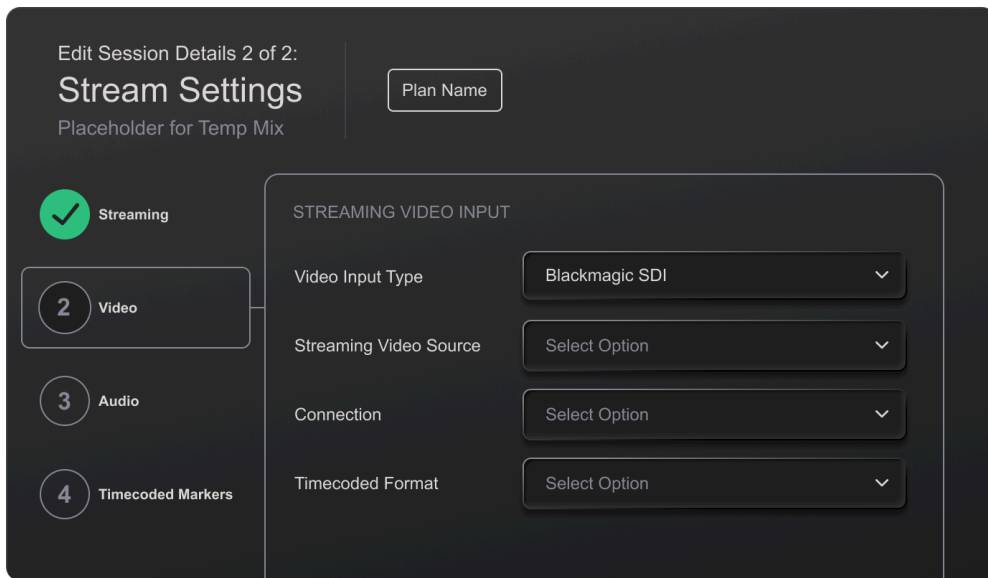 Edit Session Details 2 of 2:
Stream Settings
Placeholder for Temp Mix
Plan Name
Streaming
2
Video
3
Audio
4
Timecoded Markers
STREAMING VIDEO INPUT
Video Input Type
Blackmagic SDI
Streaming Video Source
Select Option
Connection
Select Option
Timecoded Format
Select Option